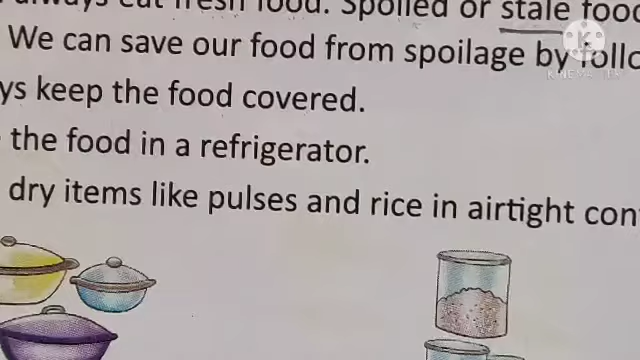 always eat fresh food. Spoiled or stale food
We can save our food from spoilage by follo
ys keep the food covered.
the food in a refrigerator.
dry items like pulses and rice in airtight con
K